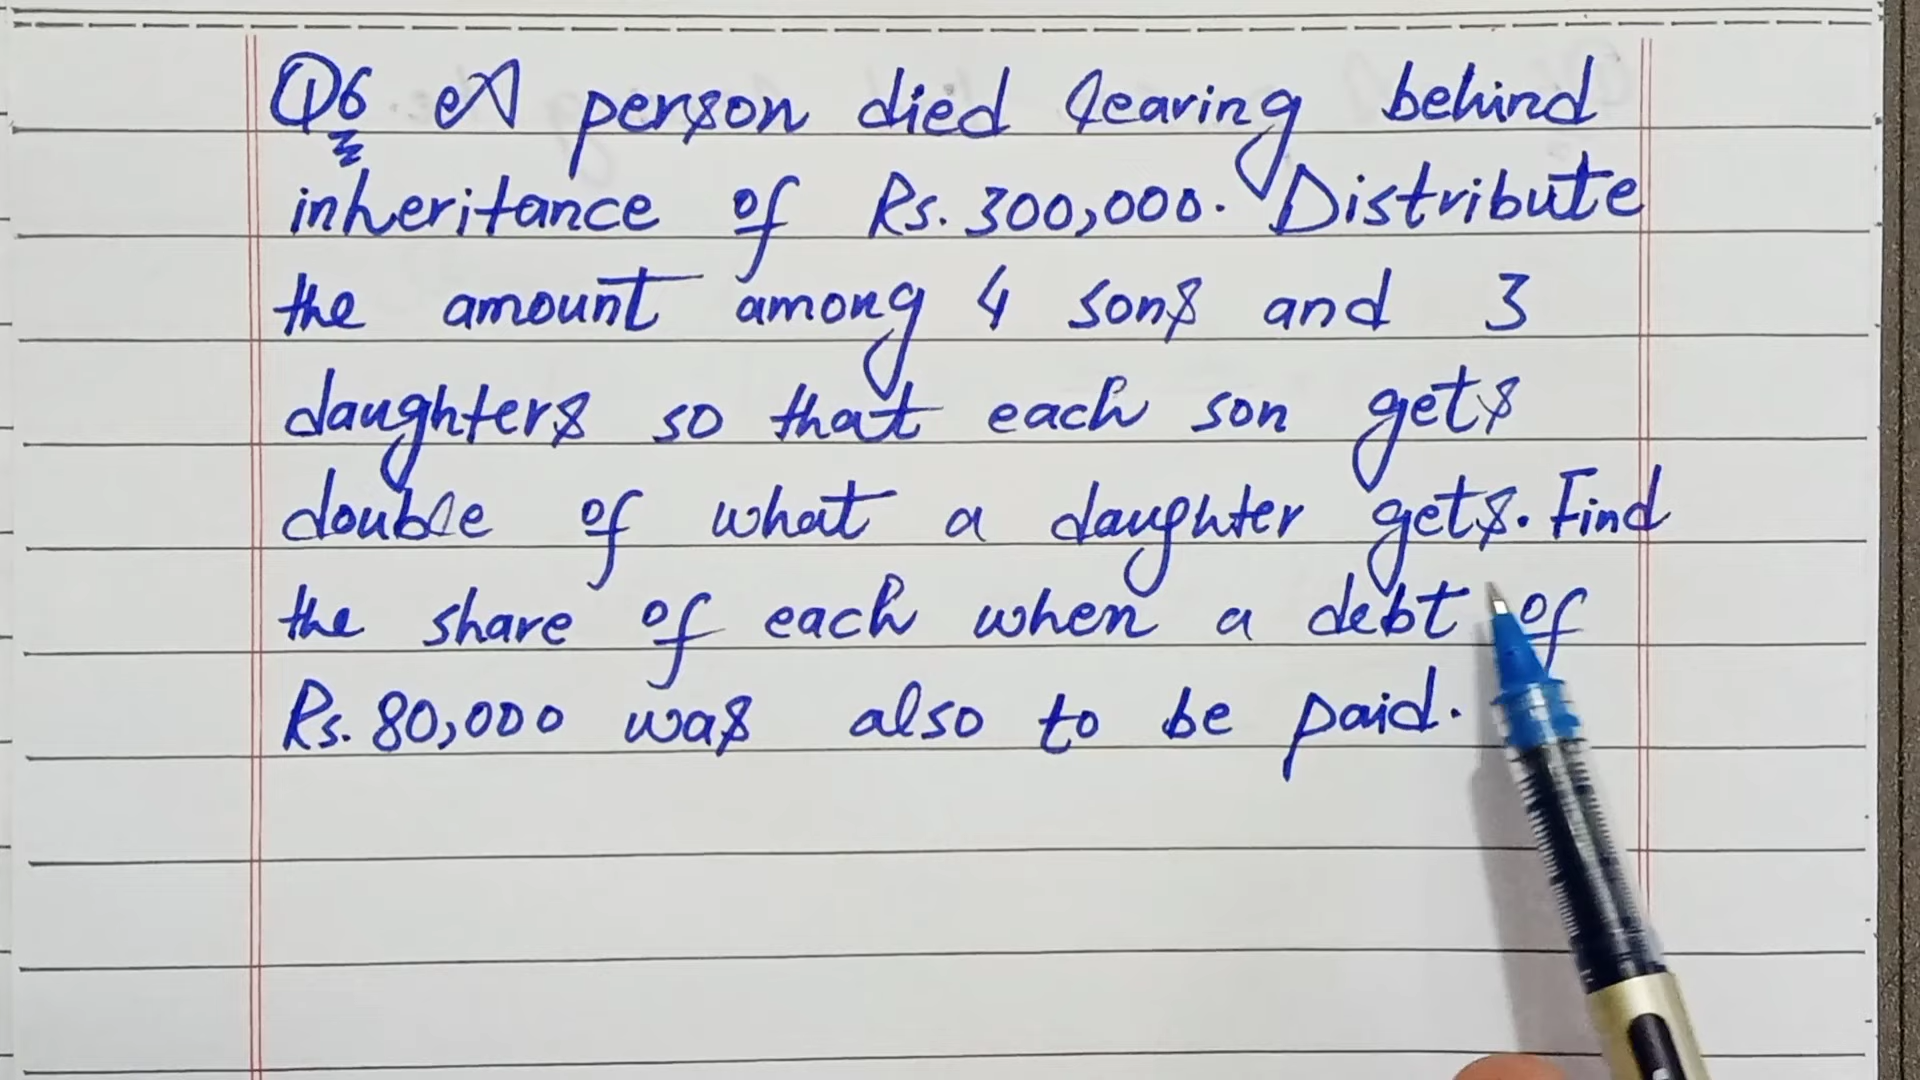 Q6 A person died leaving behind
inheritance of Rs. 300,000. Distribute
the amount among 4 sons and 3
daughters so that each son gets
double of what a daughter gets. Find
the share of each when a debt of
Rs. 80,000 was also to be paid.